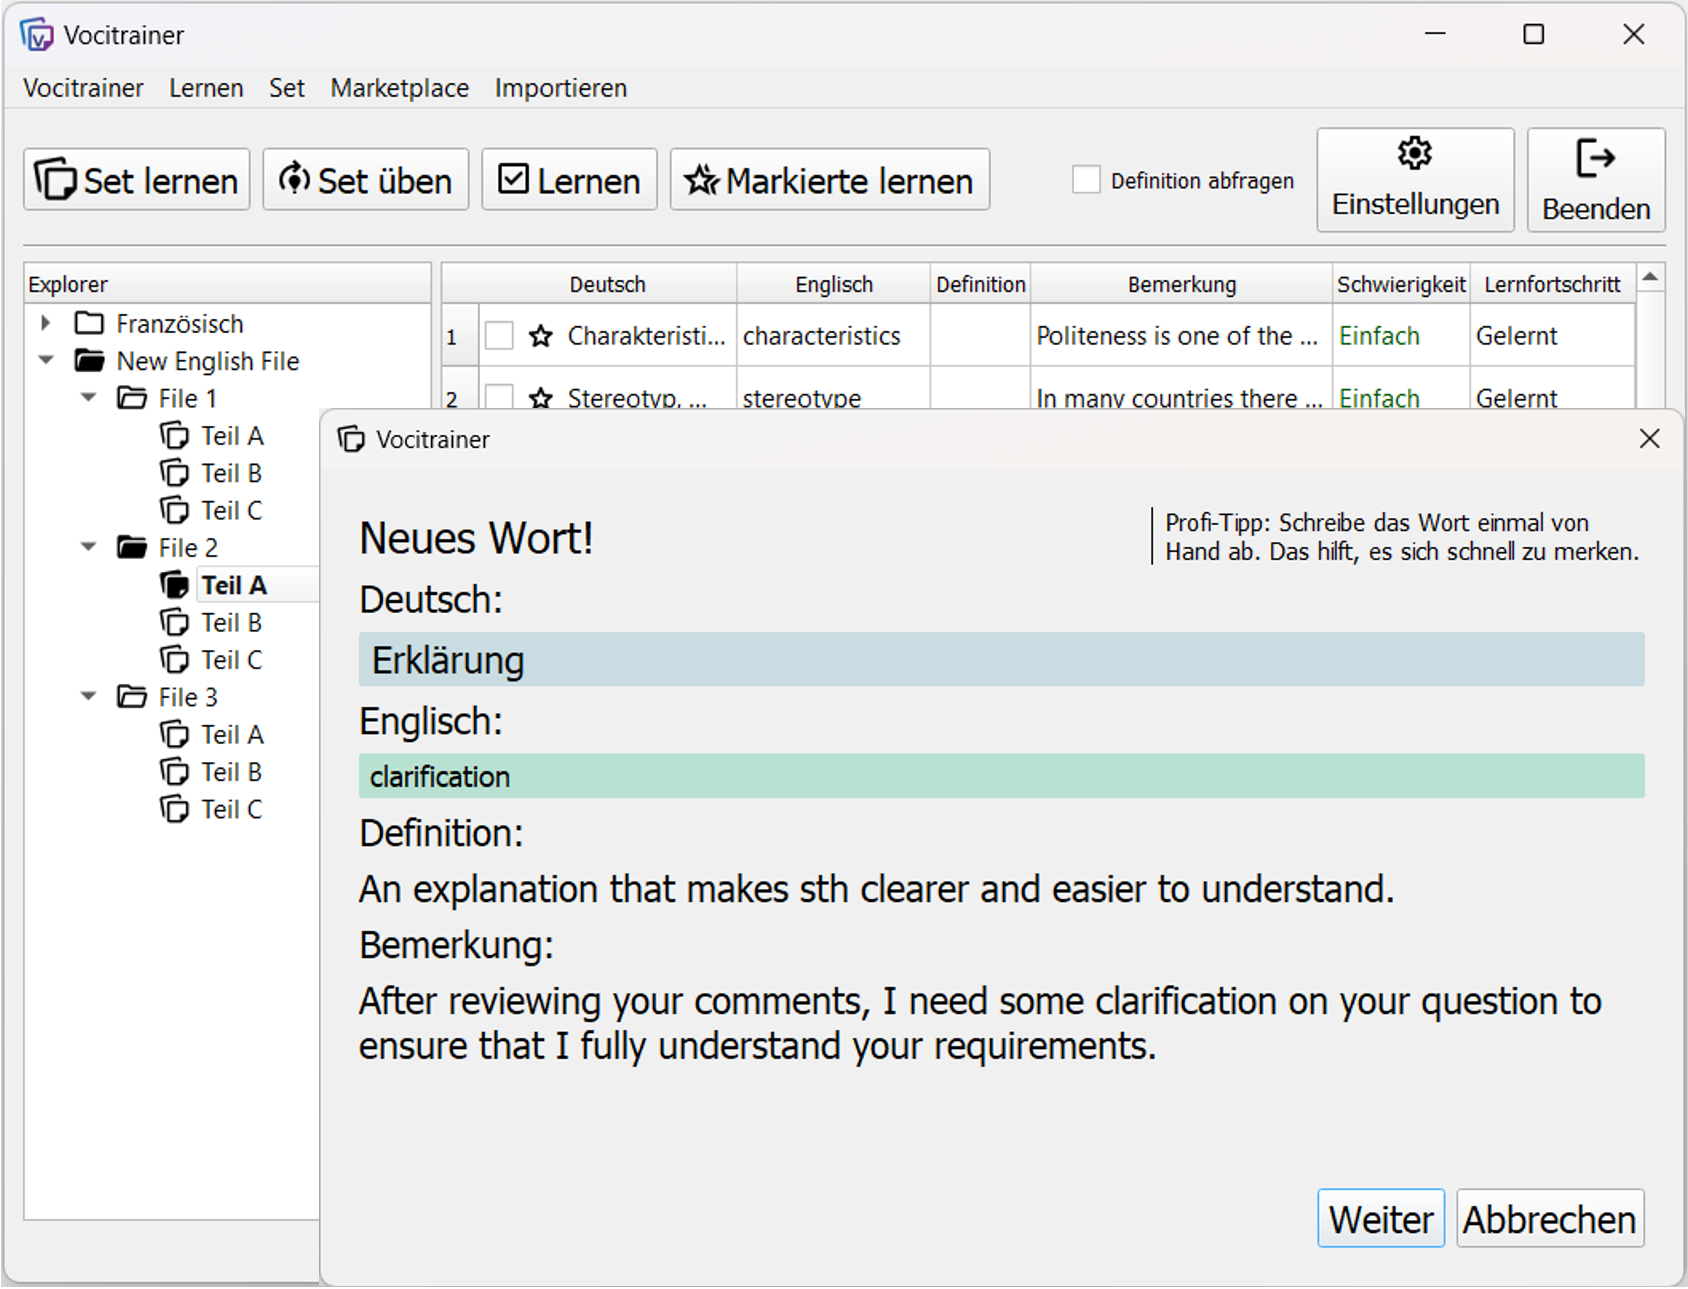 Vocitrainer
Vocitrainer Lernen Set Marketplace Importieren
Set lernen Set üben Lernen Markierte lernen Definition abfragen Einstellungen Beenden
Explorer
Französisch
New English File
File 1
Teil A
Teil B
Teil C
File 2
Teil A
Teil B
Teil C
File 3
Teil A
Teil B
Teil C
Deutsch Englisch Definition Bemerkung Schwierigkeit Lernfortschritt
1 Charakteristi... characteristics Politeness is one of the ... Einfach Gelernt
2 Stereotyp, ... stereotype In many countries there ... Einfach Gelernt
Vocitrainer
Neues Wort!
Profi-Tipp: Schreibe das Wort einmal von
Hand ab. Das hilft, es sich schnell zu merken.
Deutsch:
Erklärung
Englisch:
clarification
Definition:
An explanation that makes sth clearer and easier to understand.
Bemerkung:
After reviewing your comments, I need some clarification on your question to
ensure that I fully understand your requirements.
Weiter Abbrechen